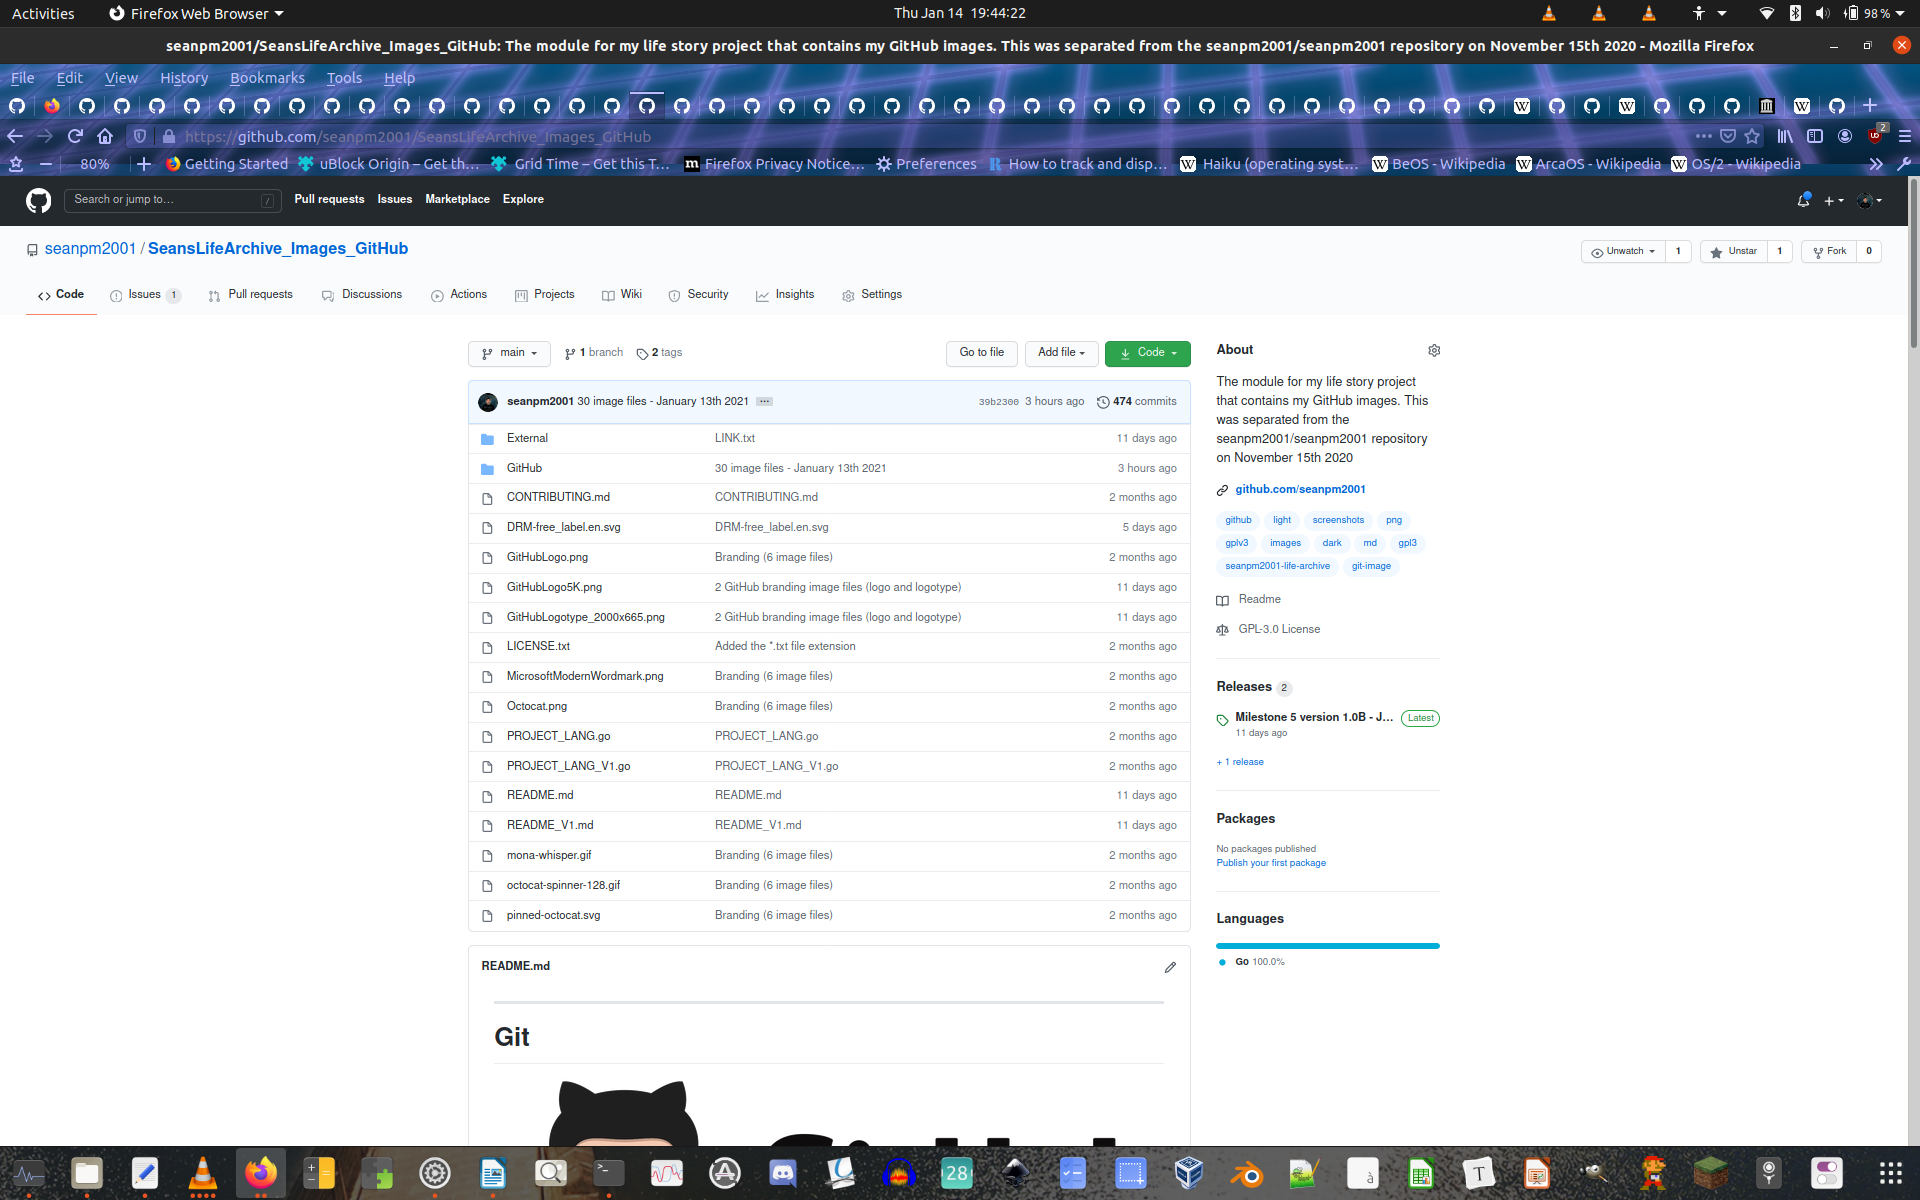 Activities
Firefox Web Browser
Thu Jan 14 19:44:22
98 %
seanpm2001/SeansLifeArchive_Images_GitHub: The module for my life story project that contains my GitHub images. This was separated from the seanpm2001/seanpm2001 repository on November 15th 2020 - Mozilla Firefox
File Edit View History Bookmarks Tools Help
https://github.com/seanpm2001/SeansLifeArchive_Images_GitHub
2
80%
Getting Started
uBlock Origin – Get th…
Grid Time – Get this T…
Firefox Privacy Notice…
Preferences
How to track and disp…
Haiku (operating syst…
BeOS - Wikipedia
ArcaOS - Wikipedia
OS/2 - Wikipedia
Search or jump to…
/
Pull requests Issues Marketplace Explore
seanpm2001 / SeansLifeArchive_Images_GitHub
Unwatch 1
Unstar 1
Fork 0
Code
Issues 1
Pull requests
Discussions
Actions
Projects
Wiki
Security
Insights
Settings
main
1 branch
2 tags
Go to file
Add file
Code
seanpm2001 30 image files - January 13th 2021 ...
39b2300 3 hours ago
474 commits
External LINK.txt 11 days ago
GitHub 30 image files - January 13th 2021 3 hours ago
CONTRIBUTING.md CONTRIBUTING.md 2 months ago
DRM-free_label.en.svg DRM-free_label.en.svg 5 days ago
GitHubLogo.png Branding (6 image files) 2 months ago
GitHubLogo5K.png 2 GitHub branding image files (logo and logotype) 11 days ago
GitHubLogotype_2000x665.png 2 GitHub branding image files (logo and logotype) 11 days ago
LICENSE.txt Added the *.txt file extension 2 months ago
MicrosoftModernWordmark.png Branding (6 image files) 2 months ago
Octocat.png Branding (6 image files) 2 months ago
PROJECT_LANG.go PROJECT_LANG.go 2 months ago
PROJECT_LANG_V1.go PROJECT_LANG_V1.go 2 months ago
README.md README.md 11 days ago
README_V1.md README_V1.md 11 days ago
mona-whisper.gif Branding (6 image files) 2 months ago
octocat-spinner-128.gif Branding (6 image files) 2 months ago
pinned-octocat.svg Branding (6 image files) 2 months ago
README.md
Git
About
The module for my life story project
that contains my GitHub images. This
was separated from the
seanpm2001/seanpm2001 repository
on November 15th 2020
github.com/seanpm2001
github light screenshots png
gplv3 images dark md gpl3
seanpm2001-life-archive git-image
Readme
GPL-3.0 License
Releases 2
Milestone 5 version 1.0B - J… Latest
11 days ago
+ 1 release
Packages
No packages published
Publish your first package
Languages
Go 100.0%
28
à
T